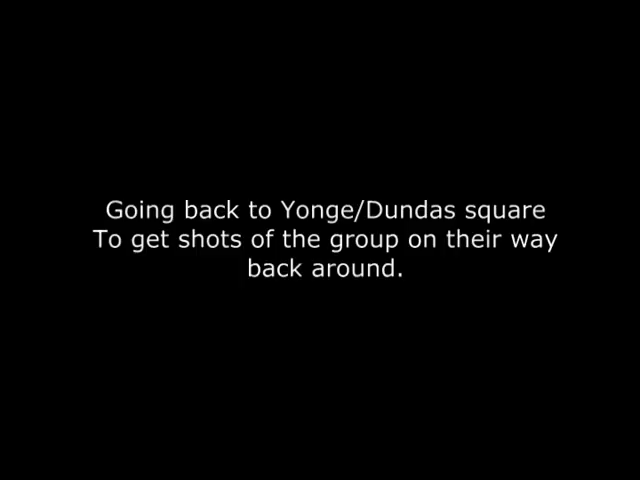 Going back to Yonge/Dundas square
To get shots of the group on their way
back around.